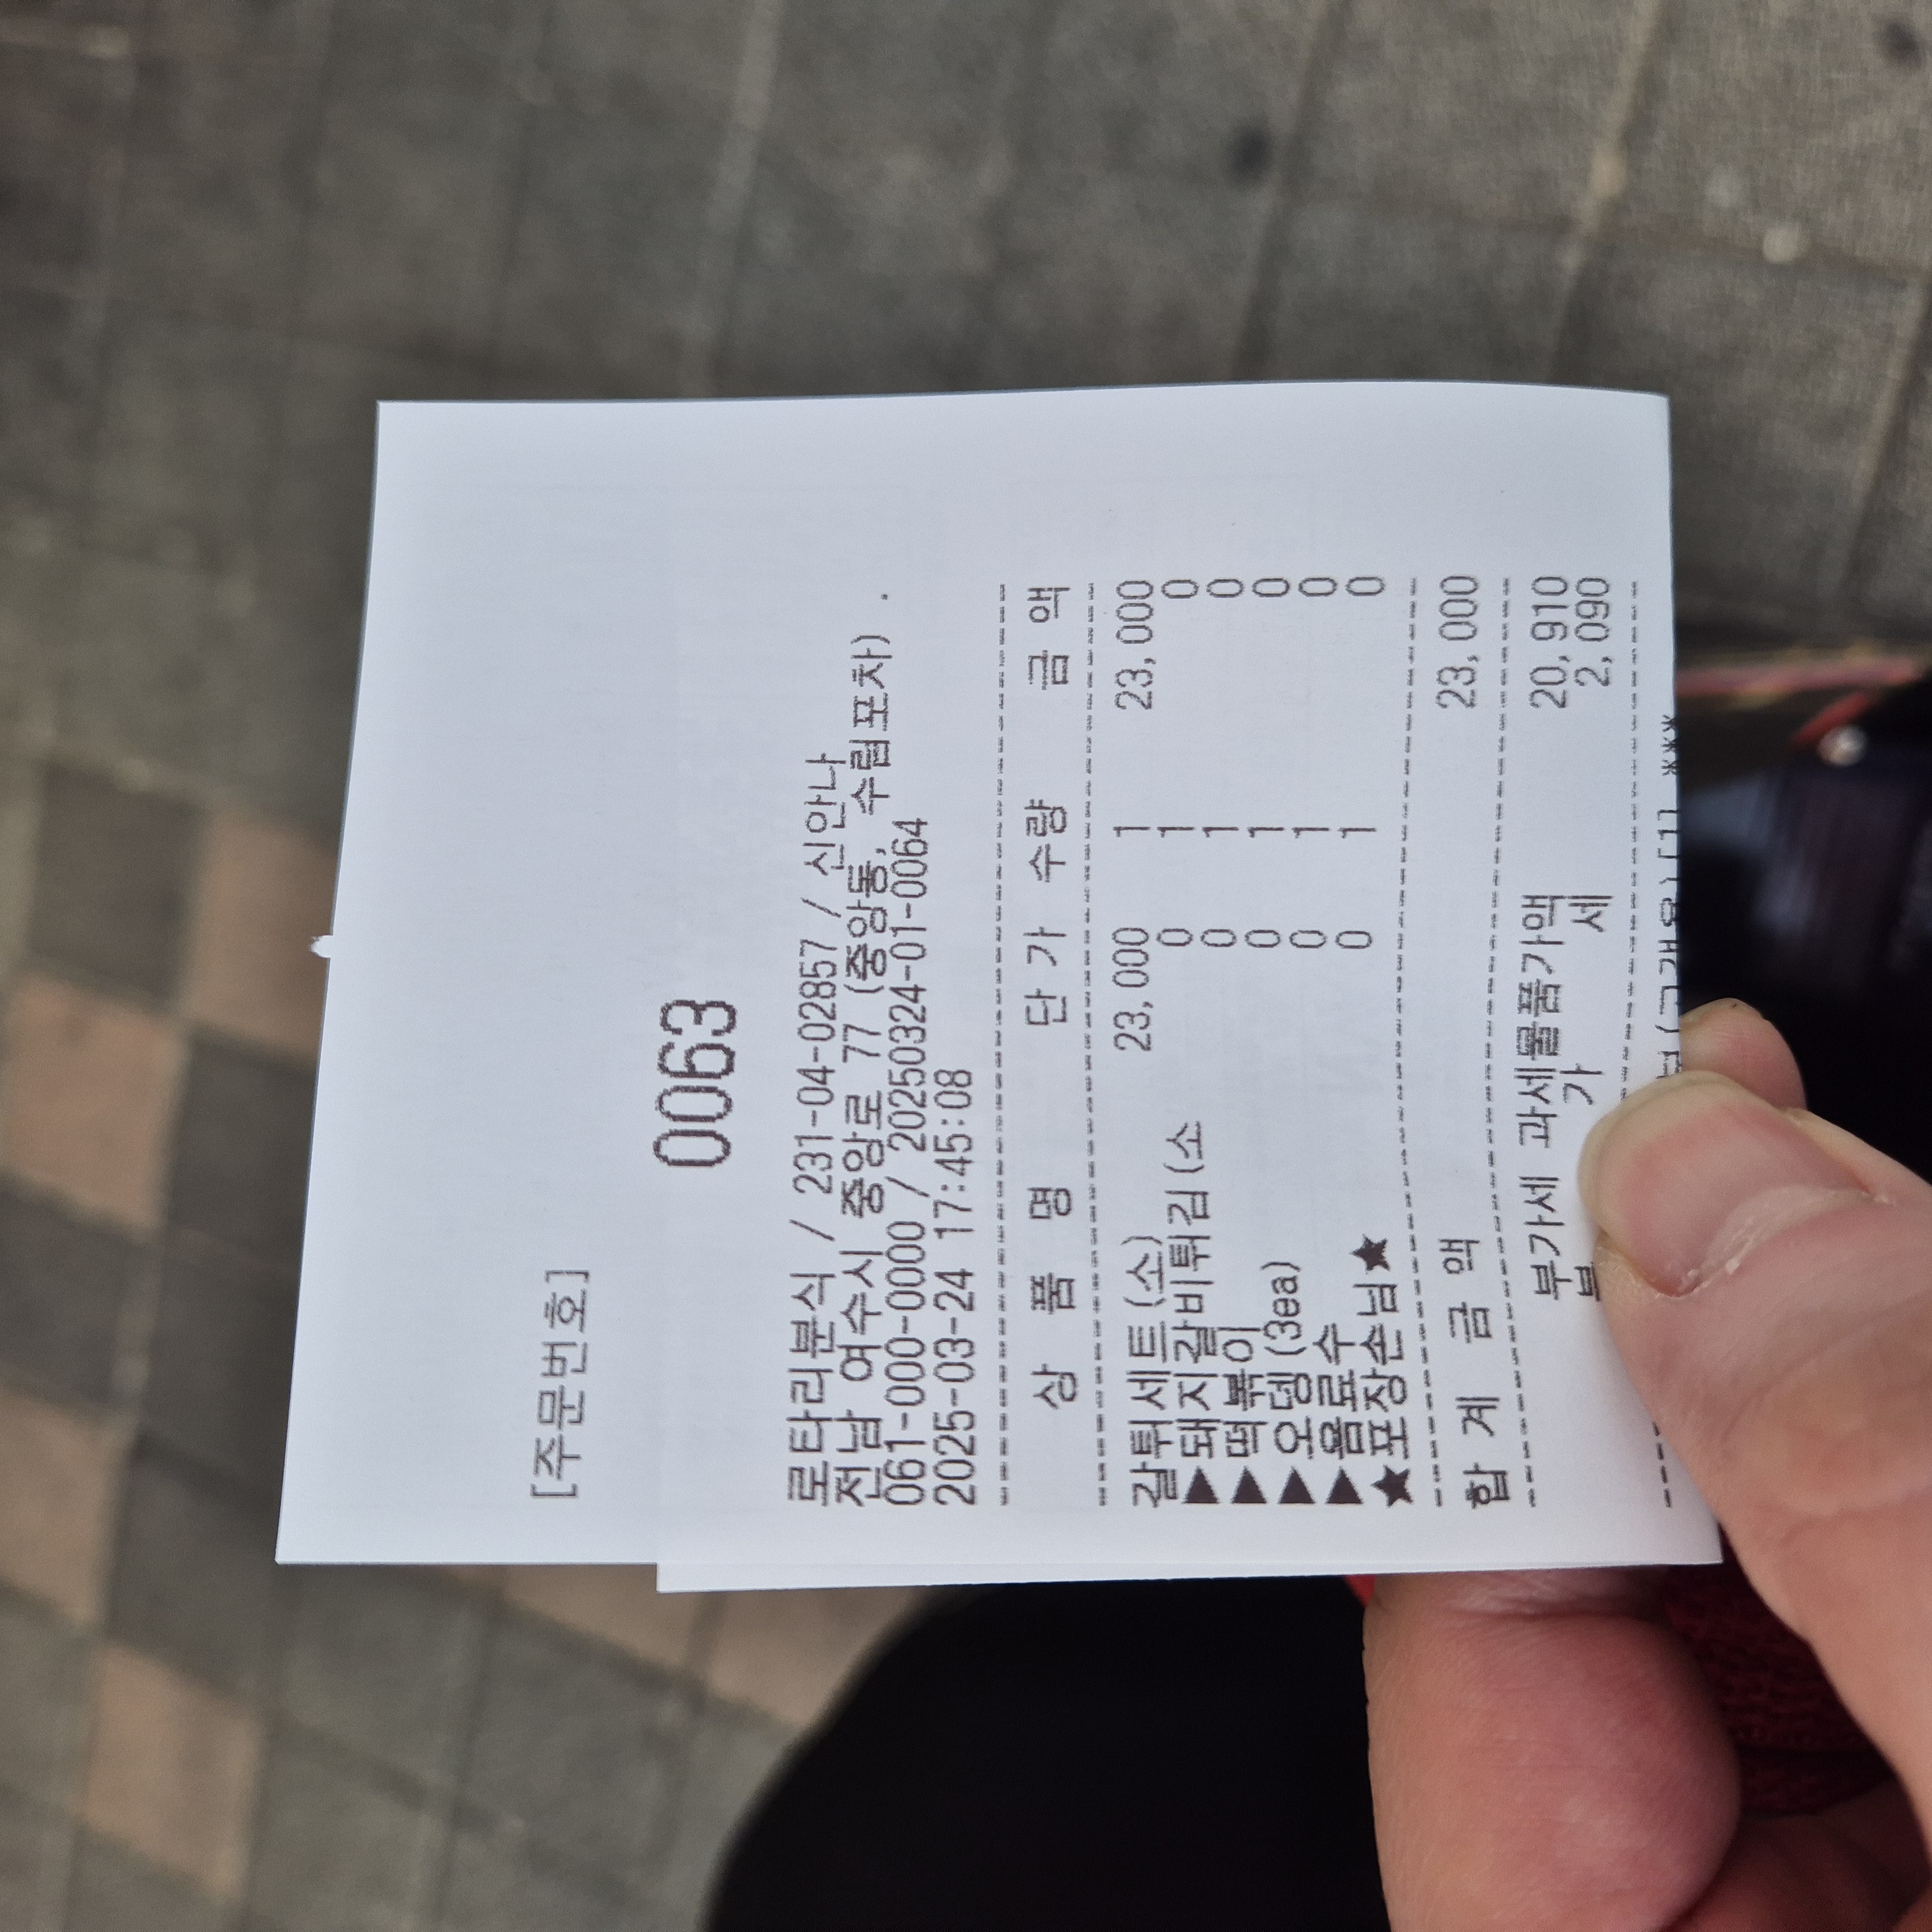 [주문번호]
0063
로타리분식 / 231-04-02857 / 신안나
전남 여수시 중앙로 77 (중앙동, 수림포차) .
061-000-0000 / 20250324-01-0064
2025-03-24 17:45:08
상 품 명 단 가 수량 금 액
갈튀세트(소) 23,000 1 23,000
▶돼지갈비튀김(소 0 1 0
▶떡볶이 0 1 0
▶오뎅(3ea) 0 1 0
▶음료수 0 1 0
★포장손님★ 0 1 0
합 계 금 액 23,000
부가세 과세물품가액 20,910
부 가 세 2,090